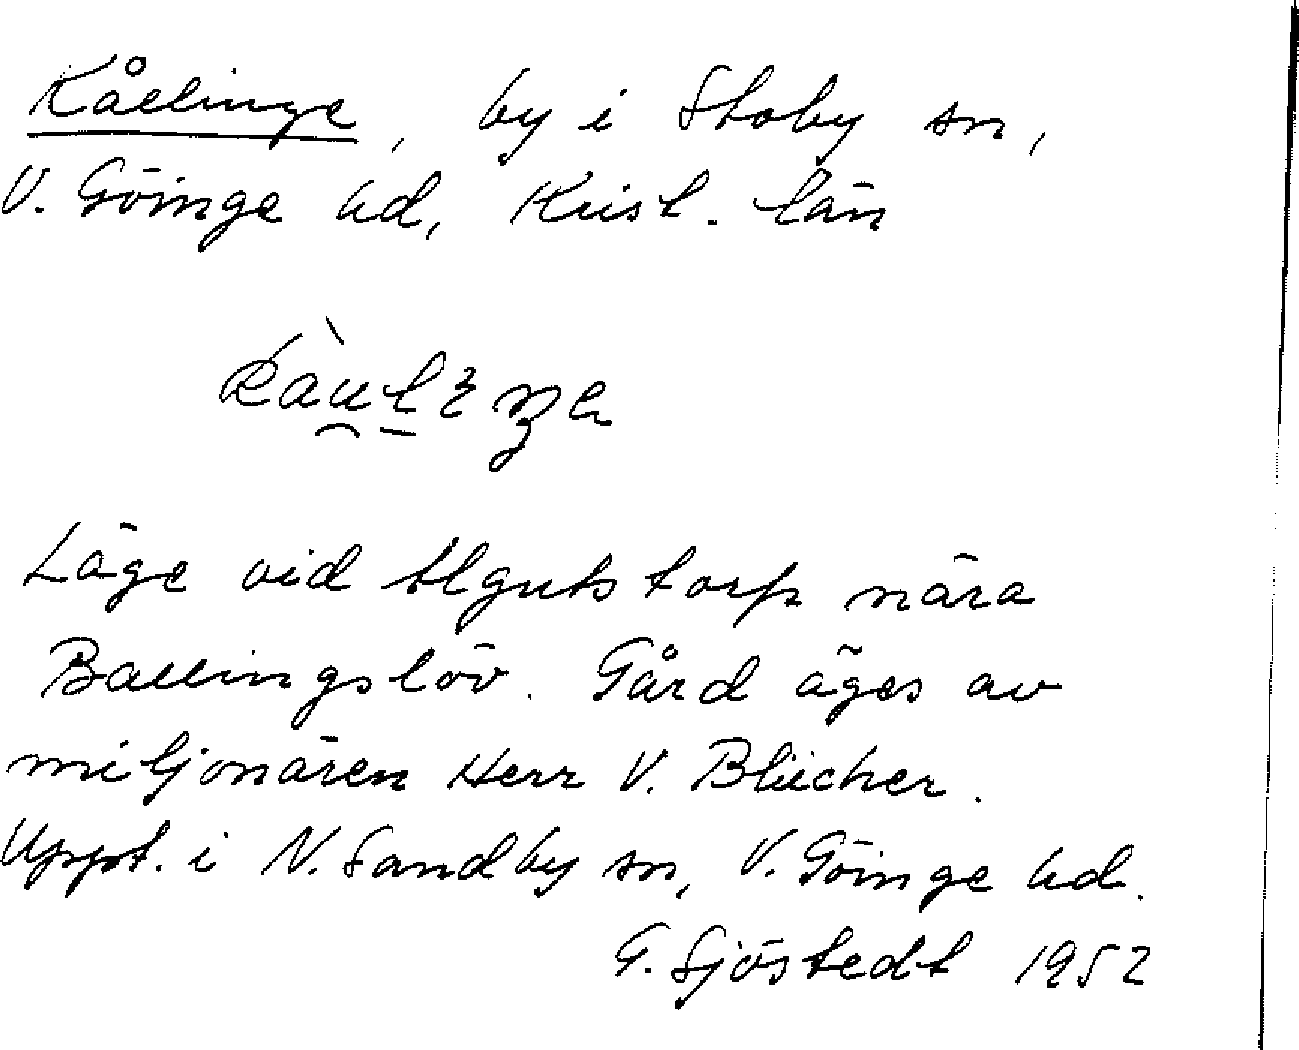 Kållinge, by i Stoby sn,
V. Göinge hd, Krist. län
Läge vid Algutstorp nära
Ballingslöv. Gård äges av
miljonären Herr V. Blücher.
Uppt. i N. Sandby sn, V. Göinge hd.
G. Sjöstedt 1952